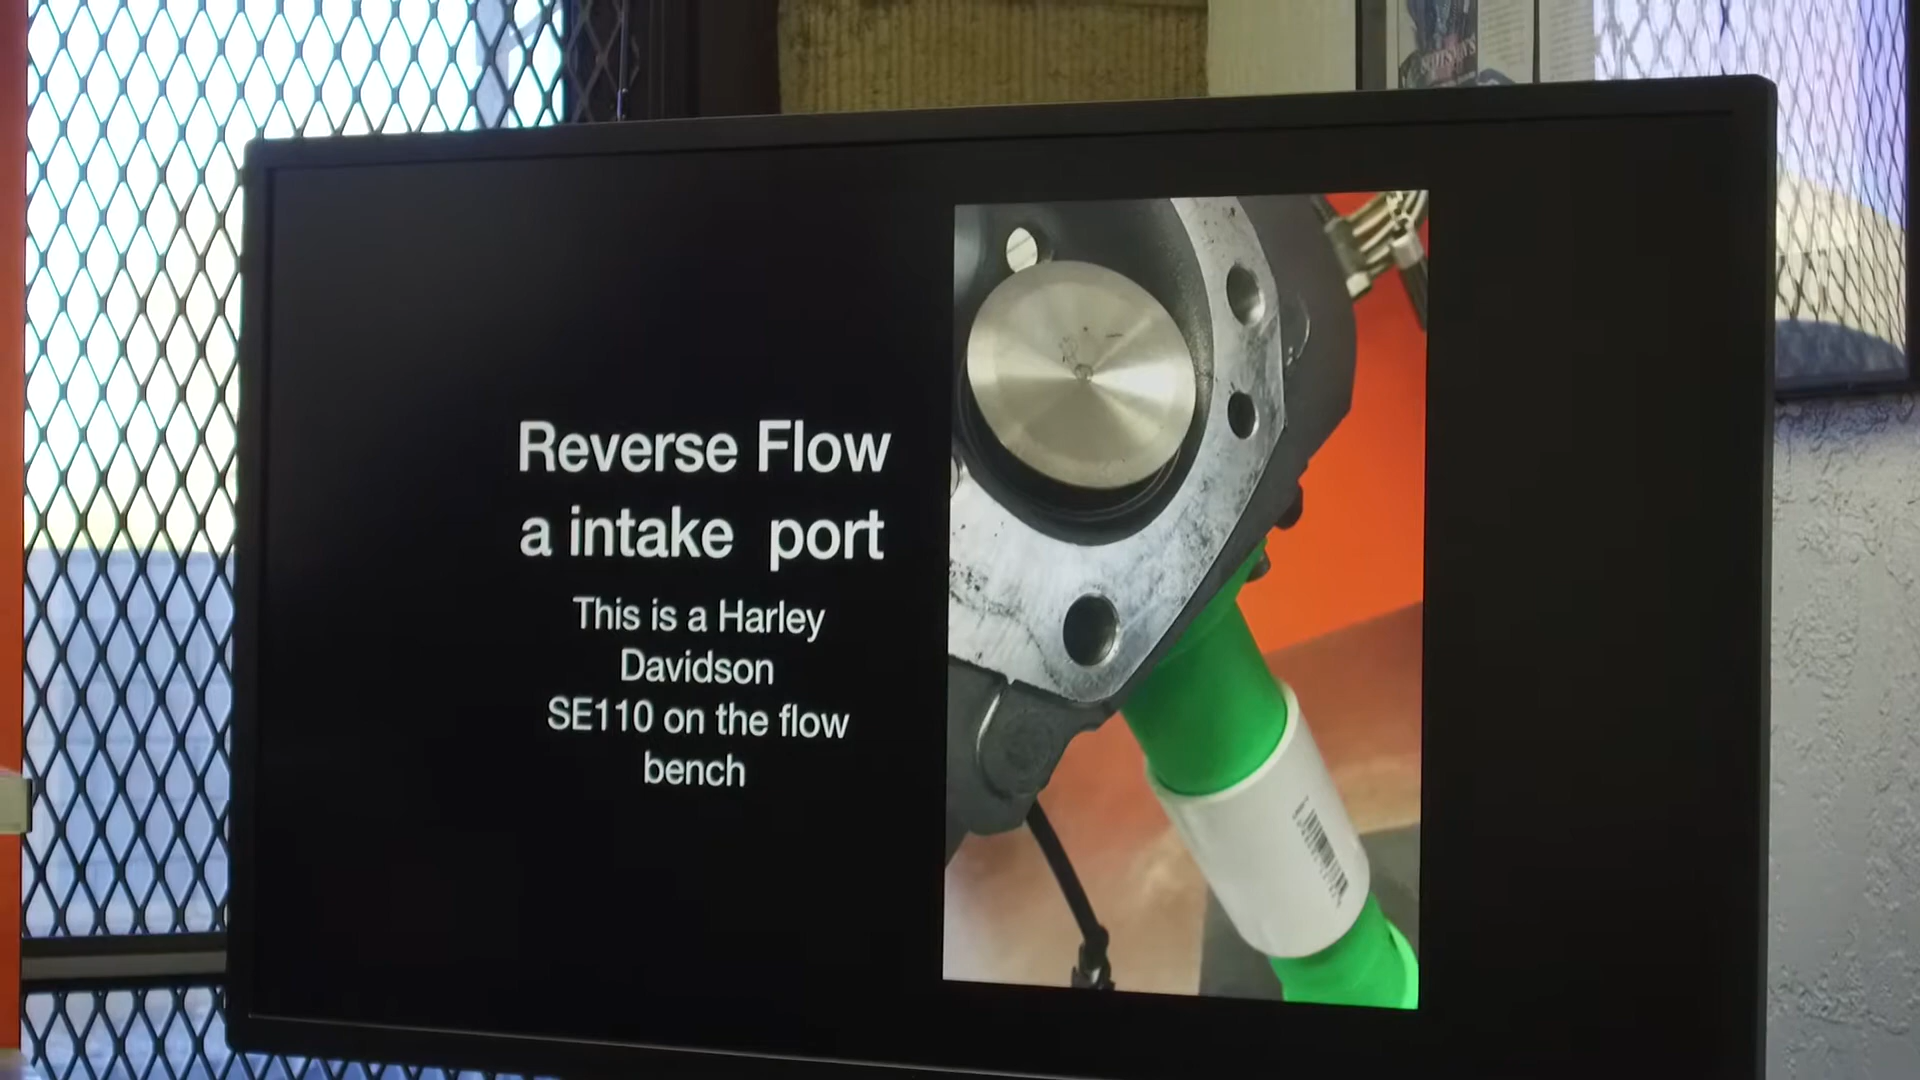 Reverse Flow
a intake port
This is a Harley
Davidson
SE110 on the flow
bench